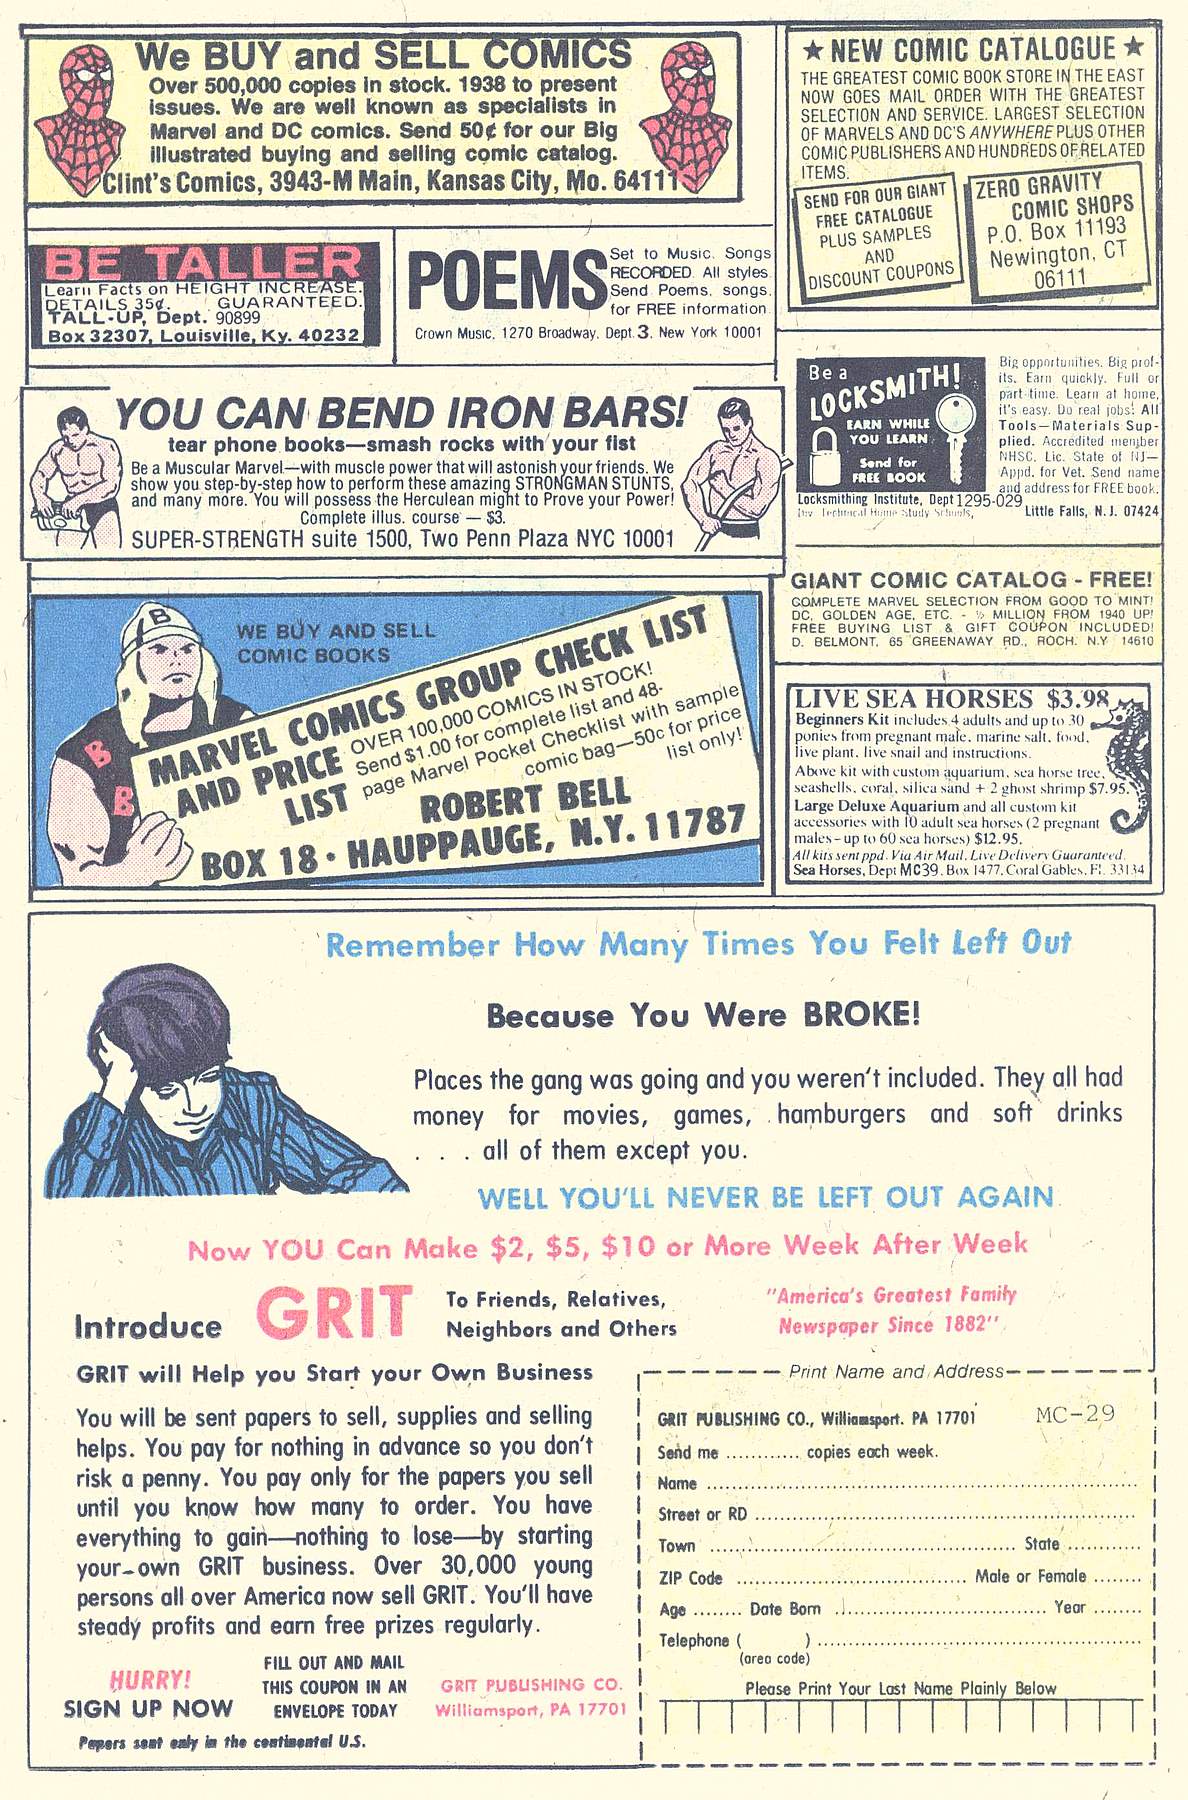 We BUY and SELL COMICS
Over 500,000 copies in stock. 1938 to present
issues. We are well known as specialists in
Marvel and DC comics. Send 50¢ for our Big
illustrated buying and selling comic catalog.
Clint's Comics, 3943-M Main, Kansas City, Mo. 64111
★ NEW COMIC CATALOGUE ★
THE GREATEST COMIC BOOK STORE IN THE EAST
NOW GOES MAIL ORDER WITH THE GREATEST
SELECTION AND SERVICE. LARGEST SELECTION
OF MARVELS AND DC'S ANYWHERE PLUS OTHER
COMIC PUBLISHERS AND HUNDREDS OF RELATED
ITEMS.
SEND FOR OUR GIANT
FREE CATALOGUE
PLUS SAMPLES
AND
DISCOUNT COUPONS
ZERO GRAVITY
COMIC SHOPS
P.O. Box 11193
Newington, CT
06111
BE TALLER
Learn Facts on HEIGHT INCREASE.
DETAILS 35¢. GUARANTEED.
TALL-UP, Dept. 90899
Box 32307, Louisville, Ky. 40232
POEMS
Set to Music. Songs
RECORDED. All styles.
Send Poems, songs,
for FREE information.
Crown Music, 1270 Broadway, Dept. 3, New York 10001
Be a
LOCKSMITH!
EARN WHILE
YOU LEARN
Send for
FREE BOOK
Big opportunities. Big prof-
its. Earn quickly. Full or
part-time. Learn at home,
it's easy. Do real jobs: All
Tools—Materials Sup-
plied. Accredited member
NHSC. Lic. State of NJ—
Appd. for Vet. Send name
and address for FREE book.
Locksmithing Institute, Dept 1295-029
Div. Technical Home Study Schools,
Little Falls, N.J. 07424
YOU CAN BEND IRON BARS!
tear phone books—smash rocks with your fist
Be a Muscular Marvel—with muscle power that will astonish your friends. We
show you step-by-step how to perform these amazing STRONGMAN STUNTS,
and many more. You will possess the Herculean might to Prove your Power!
Complete illus. course — $3.
SUPER-STRENGTH suite 1500, Two Penn Plaza NYC 10001
GIANT COMIC CATALOG - FREE!
COMPLETE MARVEL SELECTION FROM GOOD TO MINT!
DC, GOLDEN AGE, ETC. - ½ MILLION FROM 1940 UP!
FREE BUYING LIST & GIFT COUPON INCLUDED!
D. BELMONT, 65 GREENAWAY RD., ROCH. N.Y. 14610
B
B
B
WE BUY AND SELL
COMIC BOOKS
MARVEL COMICS GROUP CHECK LIST
AND PRICE
LIST
OVER 100,000 COMICS IN STOCK!
Send $1.00 for complete list and 48-
page Marvel Pocket Checklist with sample
comic bag—50c for price
list only!
ROBERT BELL
BOX 18 • HAUPPAUGE, N.Y. 11787
LIVE SEA HORSES $3.98
Beginners Kit includes 4 adults and up to 30
ponies from pregnant male, marine salt, food,
live plant, live snail and instructions.
Above kit with custom aquarium, sea horse tree,
seashells, coral, silica sand + 2 ghost shrimp $7.95.
Large Deluxe Aquarium and all custom kit
accessories with 10 adult sea horses (2 pregnant
males - up to 60 sea horses) $12.95.
All kits sent ppd. Via Air Mail, Live Delivery Guaranteed.
Sea Horses, Dept MC39, Box 1477, Coral Gables, Fl. 33134
Remember How Many Times You Felt Left Out
Because You Were BROKE!
Places the gang was going and you weren't included. They all had
money for movies, games, hamburgers and soft drinks
. . . all of them except you.
WELL YOU'LL NEVER BE LEFT OUT AGAIN
Now YOU Can Make $2, $5, $10 or More Week After Week
Introduce GRIT
To Friends, Relatives,
Neighbors and Others
"America's Greatest Family
Newspaper Since 1882"
GRIT will Help you Start your Own Business
You will be sent papers to sell, supplies and selling
helps. You pay for nothing in advance so you don't
risk a penny. You pay only for the papers you sell
until you know how many to order. You have
everything to gain—nothing to lose—by starting
your own GRIT business. Over 30,000 young
persons all over America now sell GRIT. You'll have
steady profits and earn free prizes regularly.
HURRY!
SIGN UP NOW
FILL OUT AND MAIL
THIS COUPON IN AN
ENVELOPE TODAY
GRIT PUBLISHING CO.
Williamsport, PA 17701
Papers sent only in the continental U.S.
Print Name and Address
GRIT PUBLISHING CO., Williamsport, PA 17701 MC-29
Send me ............ copies each week.
Name
Street or RD
Town State
ZIP Code Male or Female
Age Date Born Year
Telephone ( )
(area code)
Please Print Your Last Name Plainly Below